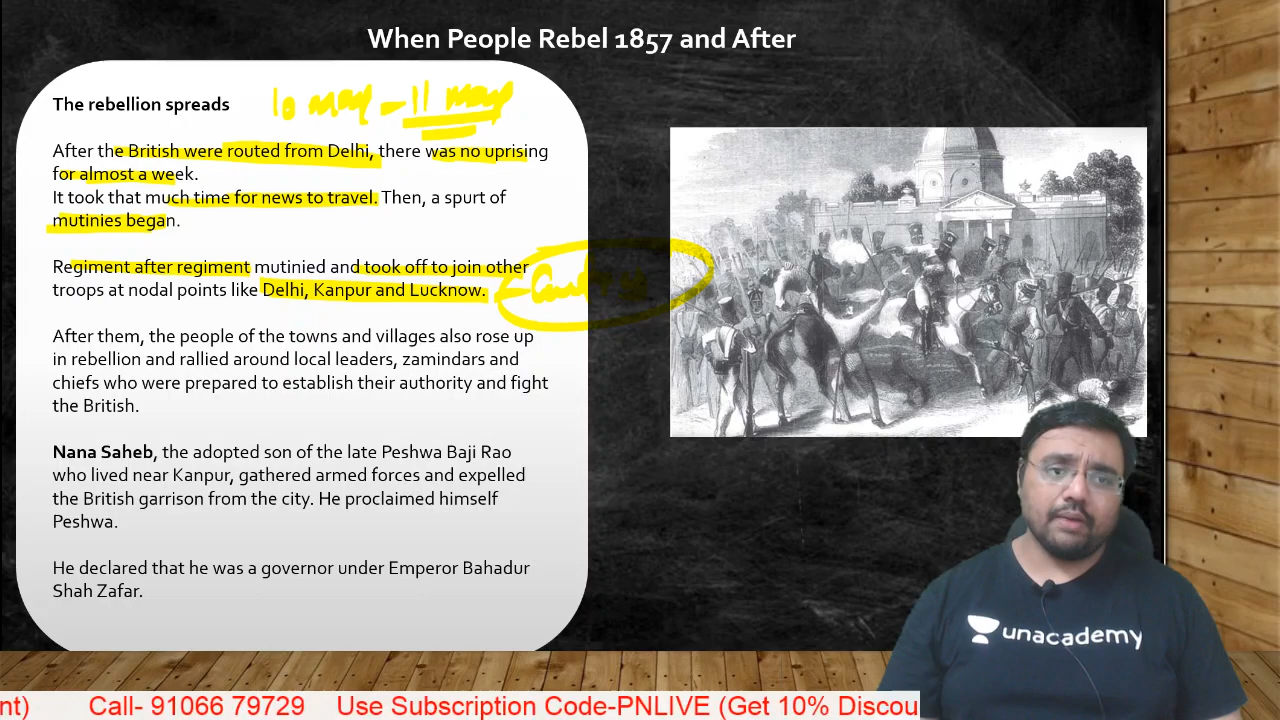 When People Rebel 1857 and After
The rebellion spreads
10 may - 11 may
After the British were routed from Delhi, there was no uprising
for almost a week.
It took that much time for news to travel. Then, a spurt of
mutinies began.
Regiment after regiment mutinied and took off to join other
troops at nodal points like Delhi, Kanpur and Lucknow.
After them, the people of the towns and villages also rose up
in rebellion and rallied around local leaders, zamindars and
chiefs who were prepared to establish their authority and fight
the British.
Nana Saheb, the adopted son of the late Peshwa Baji Rao
who lived near Kanpur, gathered armed forces and expelled
the British garrison from the city. He proclaimed himself
Peshwa.
He declared that he was a governor under Emperor Bahadur
Shah Zafar.
unacademy
nt) Call- 91066 79729 Use Subscription Code-PNLIVE (Get 10% Discou